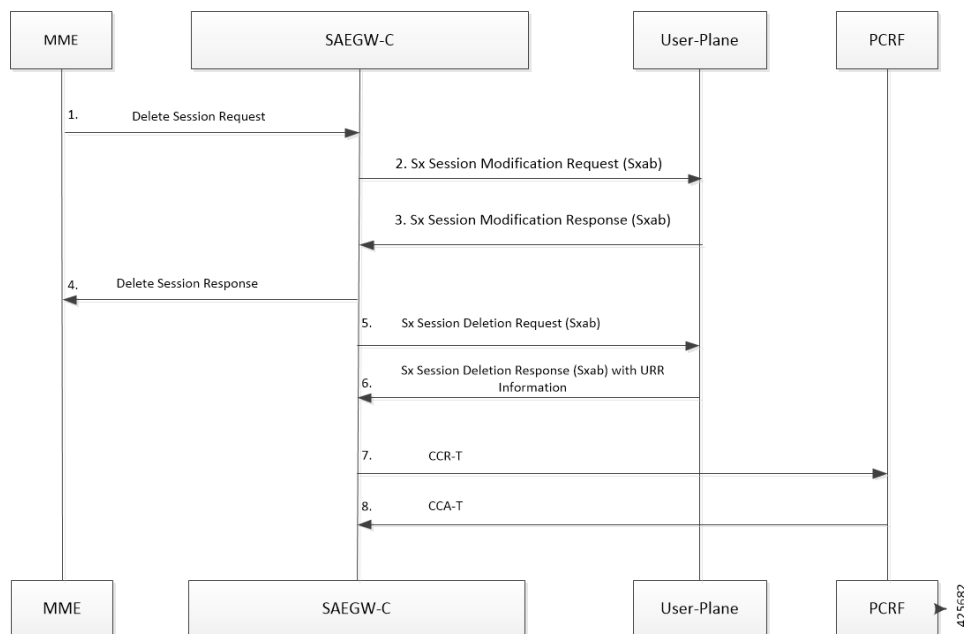 MME
SAEGW-C
User-Plane
PCRF
1.
Delete Session Request
2. Sx Session Modification Request (Sxab)
3. Sx Session Modification Response (Sxab)
4.
Delete Session Response
5.
Sx Session Deletion Request (Sxab)
6.
Sx Session Deletion Response (Sxab) with URR
Information
7.
CCR-T
8.
CCA-T
MME
SAEGW-C
User-Plane
PCRF
425682